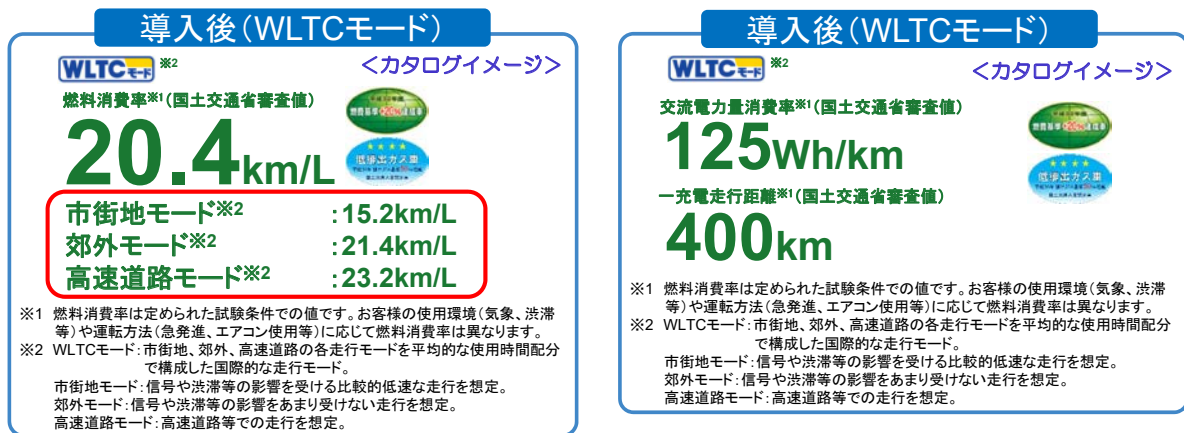 導入後(WLTCモード)
WLTCモード ※2
<カタログイメージ>
燃料消費率※1(国土交通省審査値)
20.4km/L
市街地モード※2 :15.2km/L
郊外モード※2 :21.4km/L
高速道路モード※2 :23.2km/L
※1 燃料消費率は定められた試験条件での値です。お客様の使用環境(気象、渋滞
等)や運転方法(急発進、エアコン使用等)に応じて燃料消費率は異なります。
※2 WLTCモード:市街地、郊外、高速道路の各走行モードを平均的な使用時間配分
で構成した国際的な走行モード。
市街地モード:信号や渋滞等の影響を受ける比較的低速な走行を想定。
郊外モード:信号や渋滞等の影響をあまり受けない走行を想定。
高速道路モード:高速道路等での走行を想定。
低排出ガス車
導入後(WLTCモード)
WLTCモード ※2
<カタログイメージ>
交流電力量消費率※1(国土交通省審査値)
125Wh/km
一充電走行距離※1(国土交通省審査値)
400km
低排出ガス車
※1 燃料消費率は定められた試験条件での値です。お客様の使用環境(気象、渋滞
等)や運転方法(急発進、エアコン使用等)に応じて燃料消費率は異なります。
※2 WLTCモード:市街地、郊外、高速道路の各走行モードを平均的な使用時間配分
で構成した国際的な走行モード。
市街地モード:信号や渋滞等の影響を受ける比較的低速な走行を想定。
郊外モード:信号や渋滞等の影響をあまり受けない走行を想定。
高速道路モード:高速道路等での走行を想定。